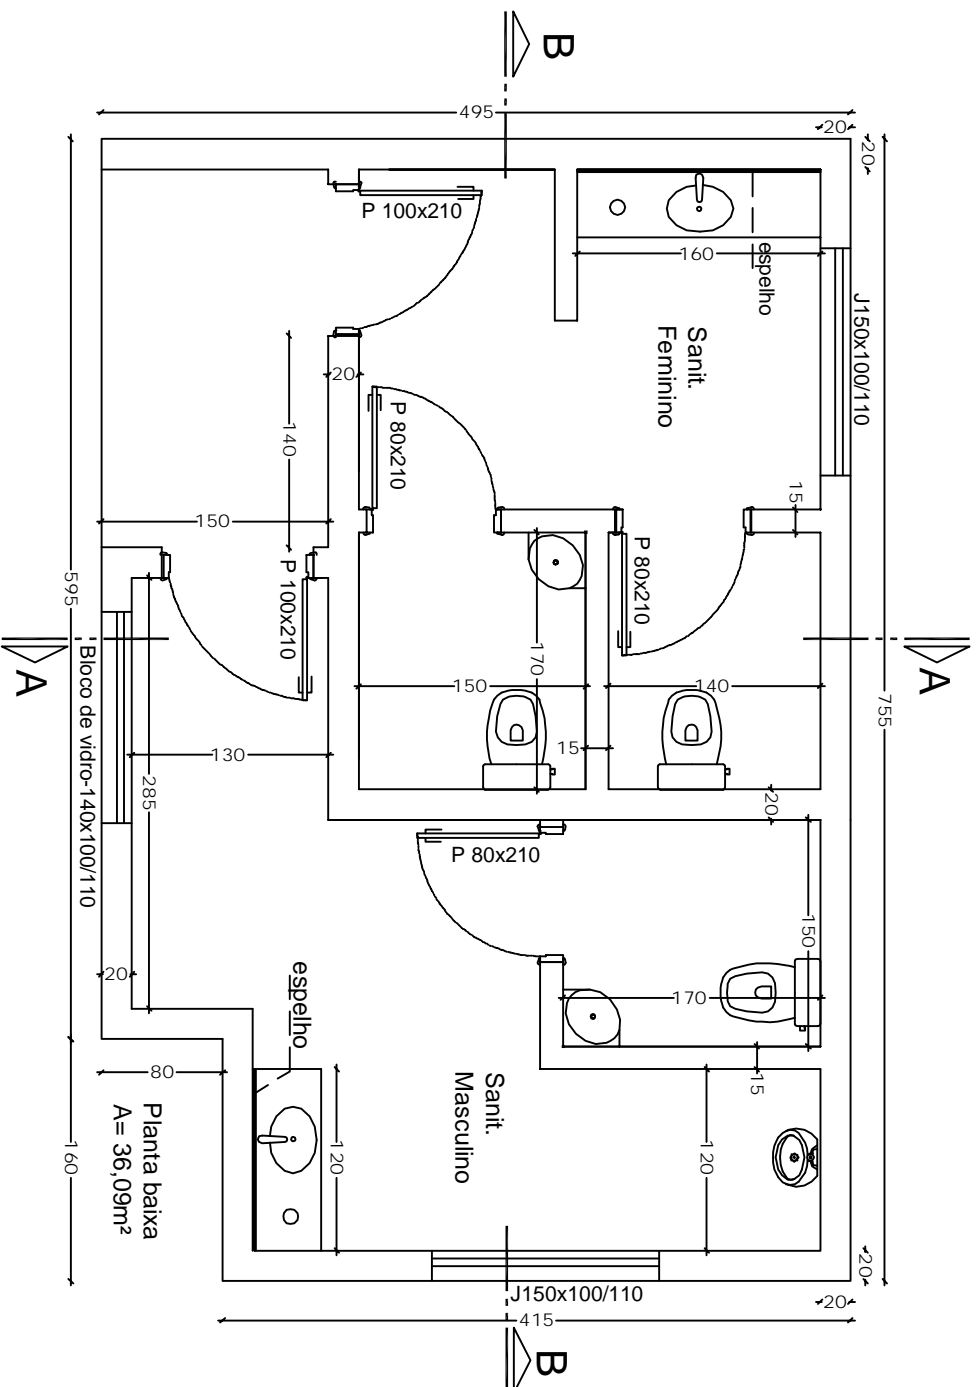 B
495
20
20
P 100x210
160
espelho
J150x100/110
Sanit.
Feminino
20
140
P 80x210
150
15
P 80x210
P 100x210
595
A
Bloco de vidro-140x100/110
170
150
140
A
755
130
285
15
20
P 80x210
150
20
espelho
170
80
15
Planta baixa
A= 36,09m²
160
120
Sanit.
Masculino
120
20
J150x100/110
20
415
B